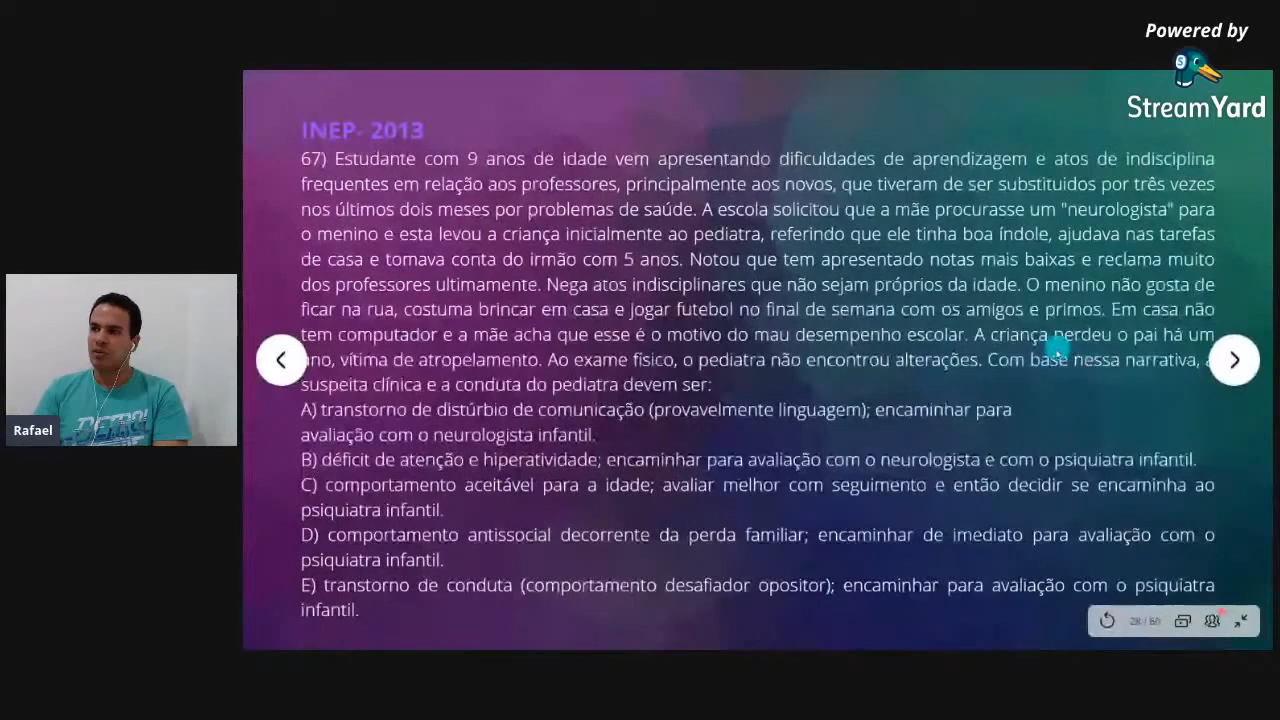 Powered by
StreamYard
INEP- 2013
67) Estudante com 9 anos de idade vem apresentando dificuldades de aprendizagem e atos de indisciplina
frequentes em relação aos professores, principalmente aos novos, que tiveram de ser substituidos por três vezes
nos últimos dois meses por problemas de saúde. A escola solicitou que a mãe procurasse um "neurologista" para
o menino e esta levou a criança inicialmente ao pediatra, referindo que ele tinha boa índole, ajudava nas tarefas
de casa e tomava conta do irmão com 5 anos. Notou que tem apresentado notas mais baixas e reclama muito
dos professores ultimamente. Nega atos indisciplinares que não sejam próprios da idade. O menino não gosta de
ficar na rua, costuma brincar em casa e jogar futebol no final de semana com os amigos e primos. Em casa não
tem computador e a mãe acha que esse é o motivo do mau desempenho escolar. A criança perdeu o pai há um
ano, vítima de atropelamento. Ao exame físico, o pediatra não encontrou alterações. Com base nessa narrativa, a
suspeita clínica e a conduta do pediatra devem ser:
A) transtorno de distúrbio de comunicação (provavelmente linguagem); encaminhar para
avaliação com o neurologista infantil.
B) déficit de atenção e hiperatividade; encaminhar para avaliação com o neurologista e com o psiquiatra infantil.
C) comportamento aceitável para a idade; avaliar melhor com seguimento e então decidir se encaminha ao
psiquiatra infantil.
D) comportamento antissocial decorrente da perda familiar; encaminhar de imediato para avaliação com o
psiquiatra infantil.
E) transtorno de conduta (comportamento desafiador opositor); encaminhar para avaliação com o psiquiatra
infantil.
Rafael
28 / 60